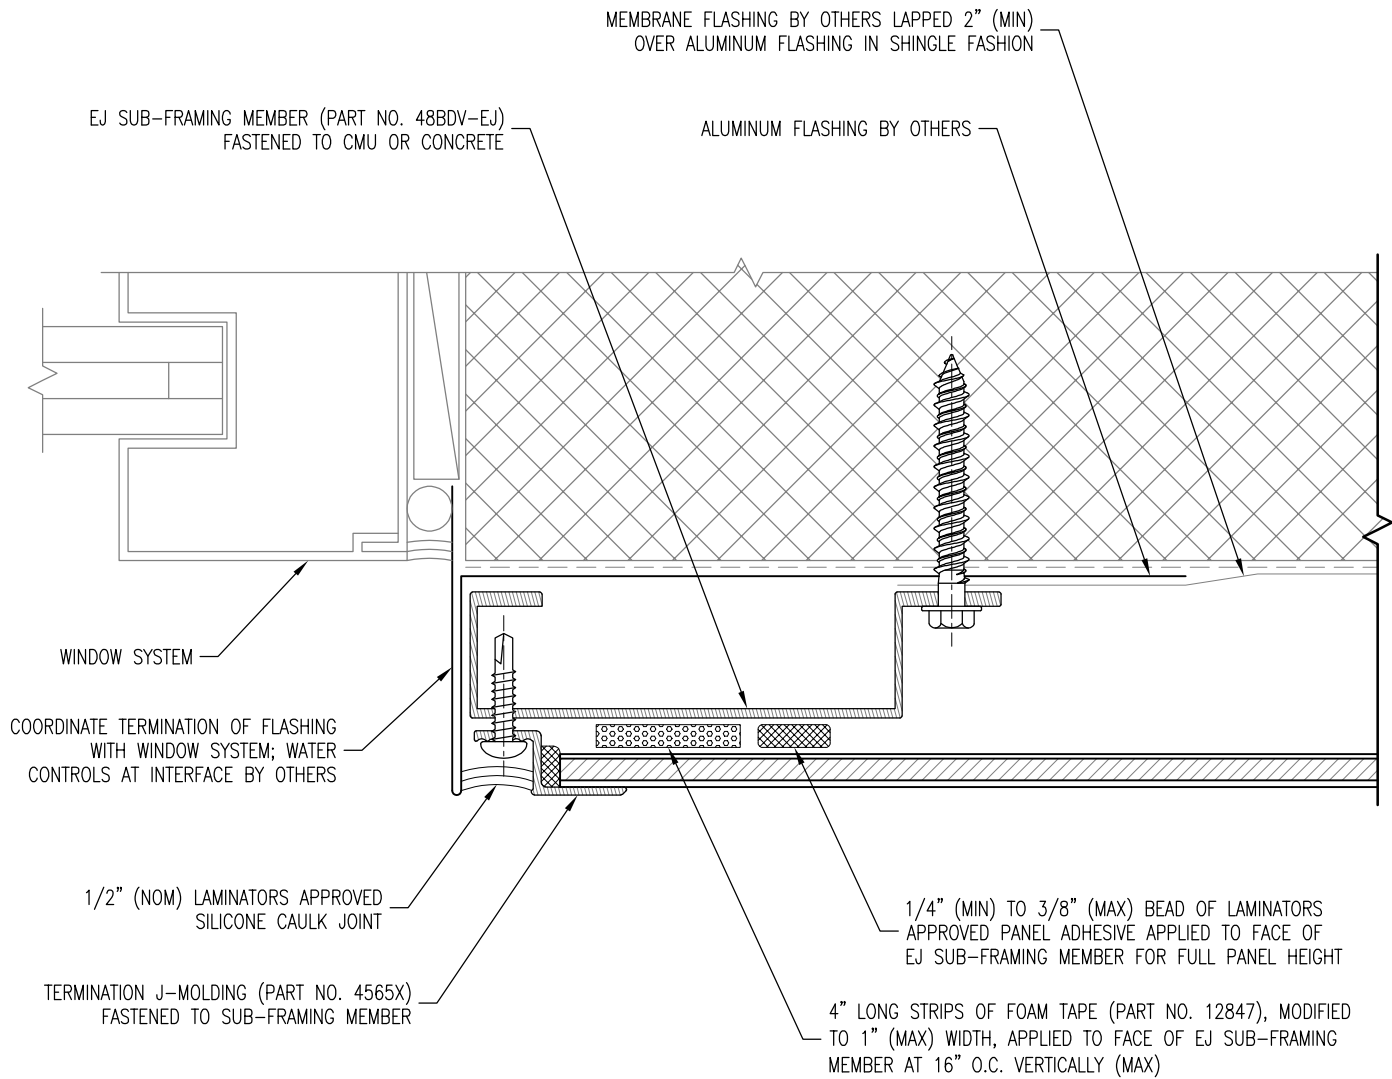 MEMBRANE FLASHING BY OTHERS LAPPED 2" (MIN)
OVER ALUMINUM FLASHING IN SHINGLE FASHION
EJ SUB-FRAMING MEMBER (PART NO. 48BDV-EJ)
FASTENED TO CMU OR CONCRETE
ALUMINUM FLASHING BY OTHERS
WINDOW SYSTEM
COORDINATE TERMINATION OF FLASHING
WITH WINDOW SYSTEM; WATER
CONTROLS AT INTERFACE BY OTHERS
1/2" (NOM) LAMINATORS APPROVED
SILICONE CAULK JOINT
TERMINATION J-MOLDING (PART NO. 4565X)
FASTENED TO SUB-FRAMING MEMBER
1/4" (MIN) TO 3/8" (MAX) BEAD OF LAMINATORS
APPROVED PANEL ADHESIVE APPLIED TO FACE OF
EJ SUB-FRAMING MEMBER FOR FULL PANEL HEIGHT
4" LONG STRIPS OF FOAM TAPE (PART NO. 12847), MODIFIED
TO 1" (MAX) WIDTH, APPLIED TO FACE OF EJ SUB-FRAMING
MEMBER AT 16" O.C. VERTICALLY (MAX)